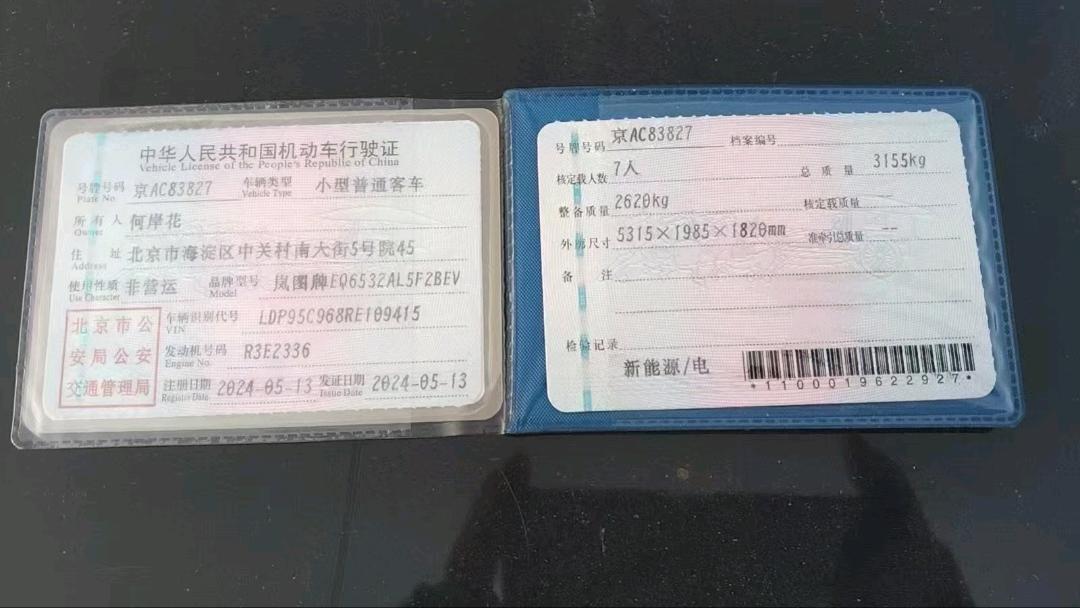 中华人民共和国机动车行驶证
Vehicle License of the People's Republic of China
号牌号码 京AC83827 车辆类型 小型普通客车
Plate No. Vehicle Type
所有人 何岸花
Owner
住址 北京市海淀区中关村南大街5号院45
Address
使用性质 非营运 品牌型号 岚图牌EQ6532AL5F2BEV
Use Character Model
北京市公安局公安交通管理局
车辆识别代号 LDP95C968RE109415
VIN
发动机号码 R3E2336
Engine No.
注册日期 2024-05-13 发证日期 2024-05-13
Register Date Issue Date
号牌号码 京AC83827 档案编号
核定载人数 7人 总质量 3155kg
整备质量 2620kg 核定载质量 --
外廓尺寸 5315×1985×1820mm 准牵引总质量 --
备注
检验记录
新能源/电
*1100019622927*